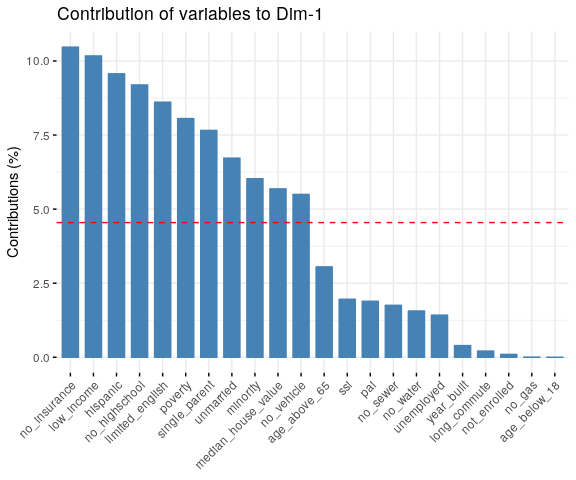 Contribution of variables to Dim-1
Contributions (%)
10.0
7.5
5.0
2.5
0.0
no_insurance
low_income
hispanic
no_highschool
limited_english
poverty
single_parent
unmarried
minority
median_house_value
no_vehicle
age_above_65
ssi
pai
no_sewer
no_water
unemployed
year_built
long_commute
not_enrolled
no_gas
age_below_18